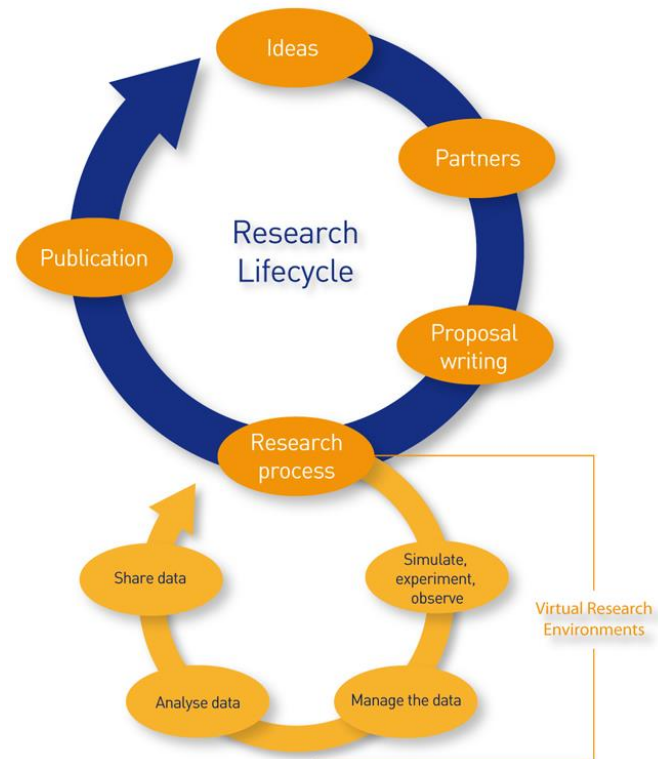 Ideas
Partners
Research
Lifecycle
Publication
Proposal
writing
Research
process
Simulate,
experiment,
observe
Share data
Virtual Research
Environments
Analyse data
Manage the data